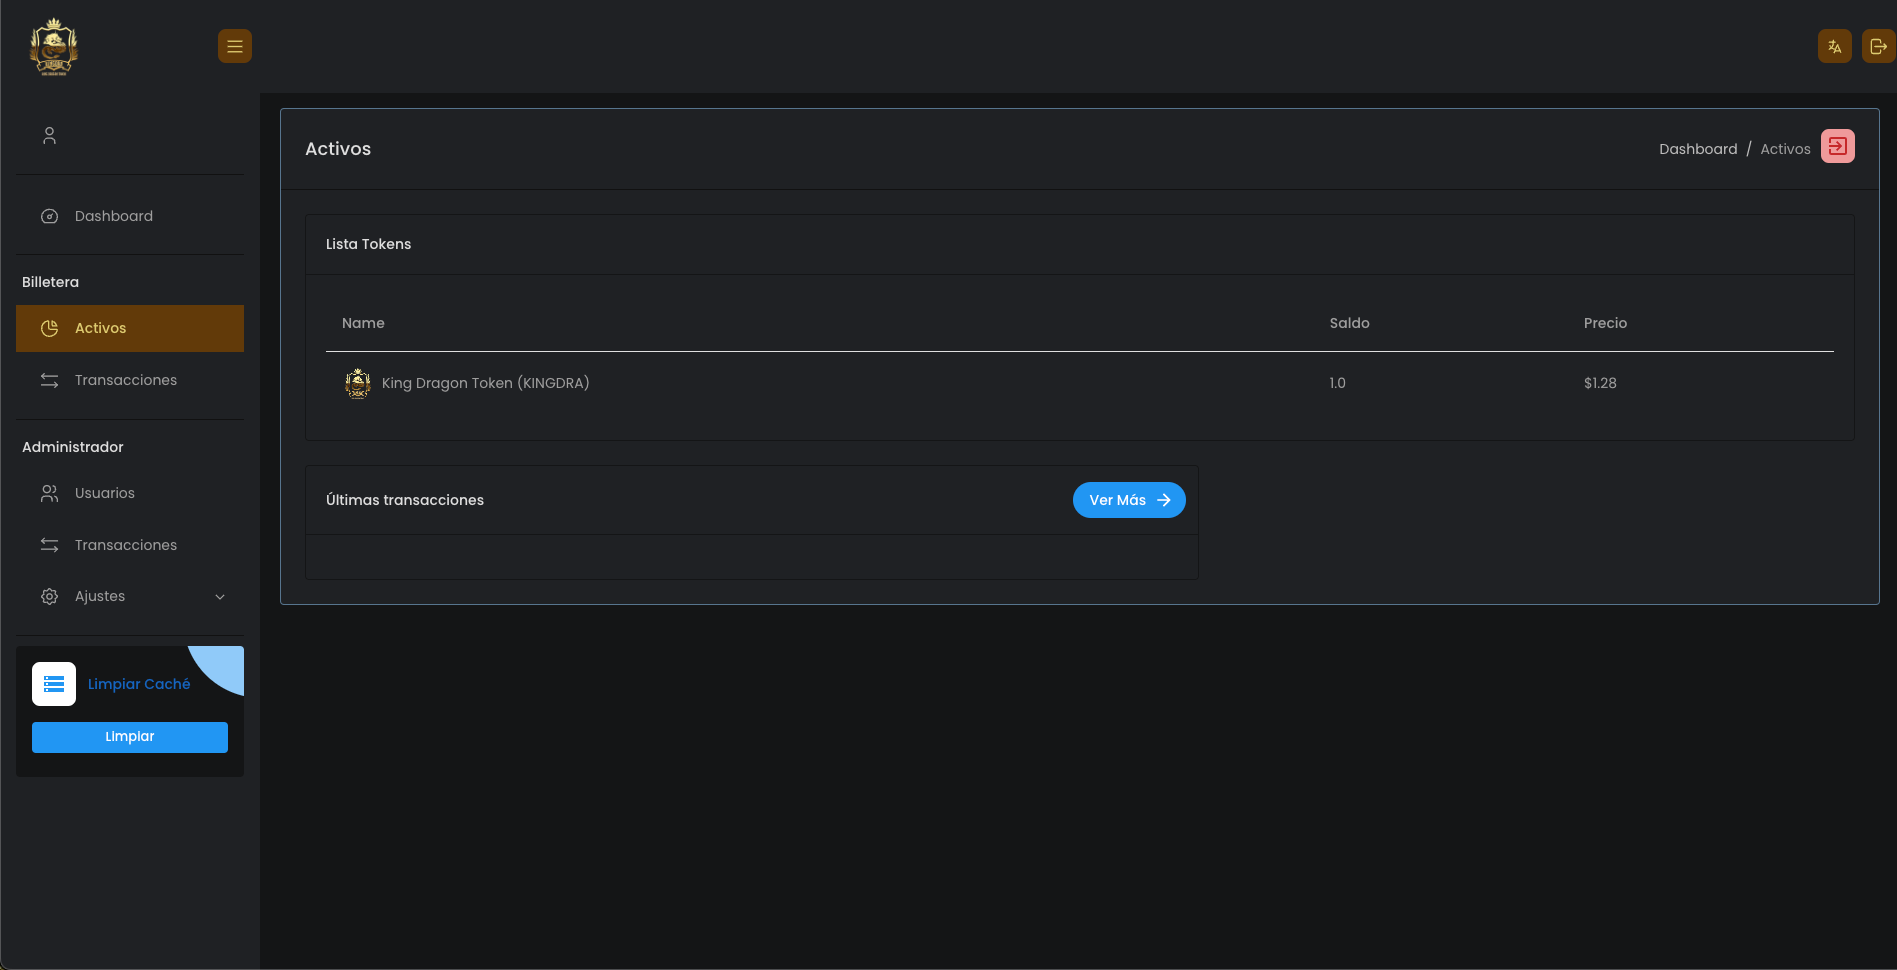 Activos
Dashboard / Activos
Dashboard
Billetera
Activos
Transacciones
Administrador
Usuarios
Transacciones
Ajustes
Limpiar Caché
Limpiar
Lista Tokens
Name Saldo Precio
King Dragon Token (KINGDRA) 1.0 $1.28
Últimas transacciones
Ver Más